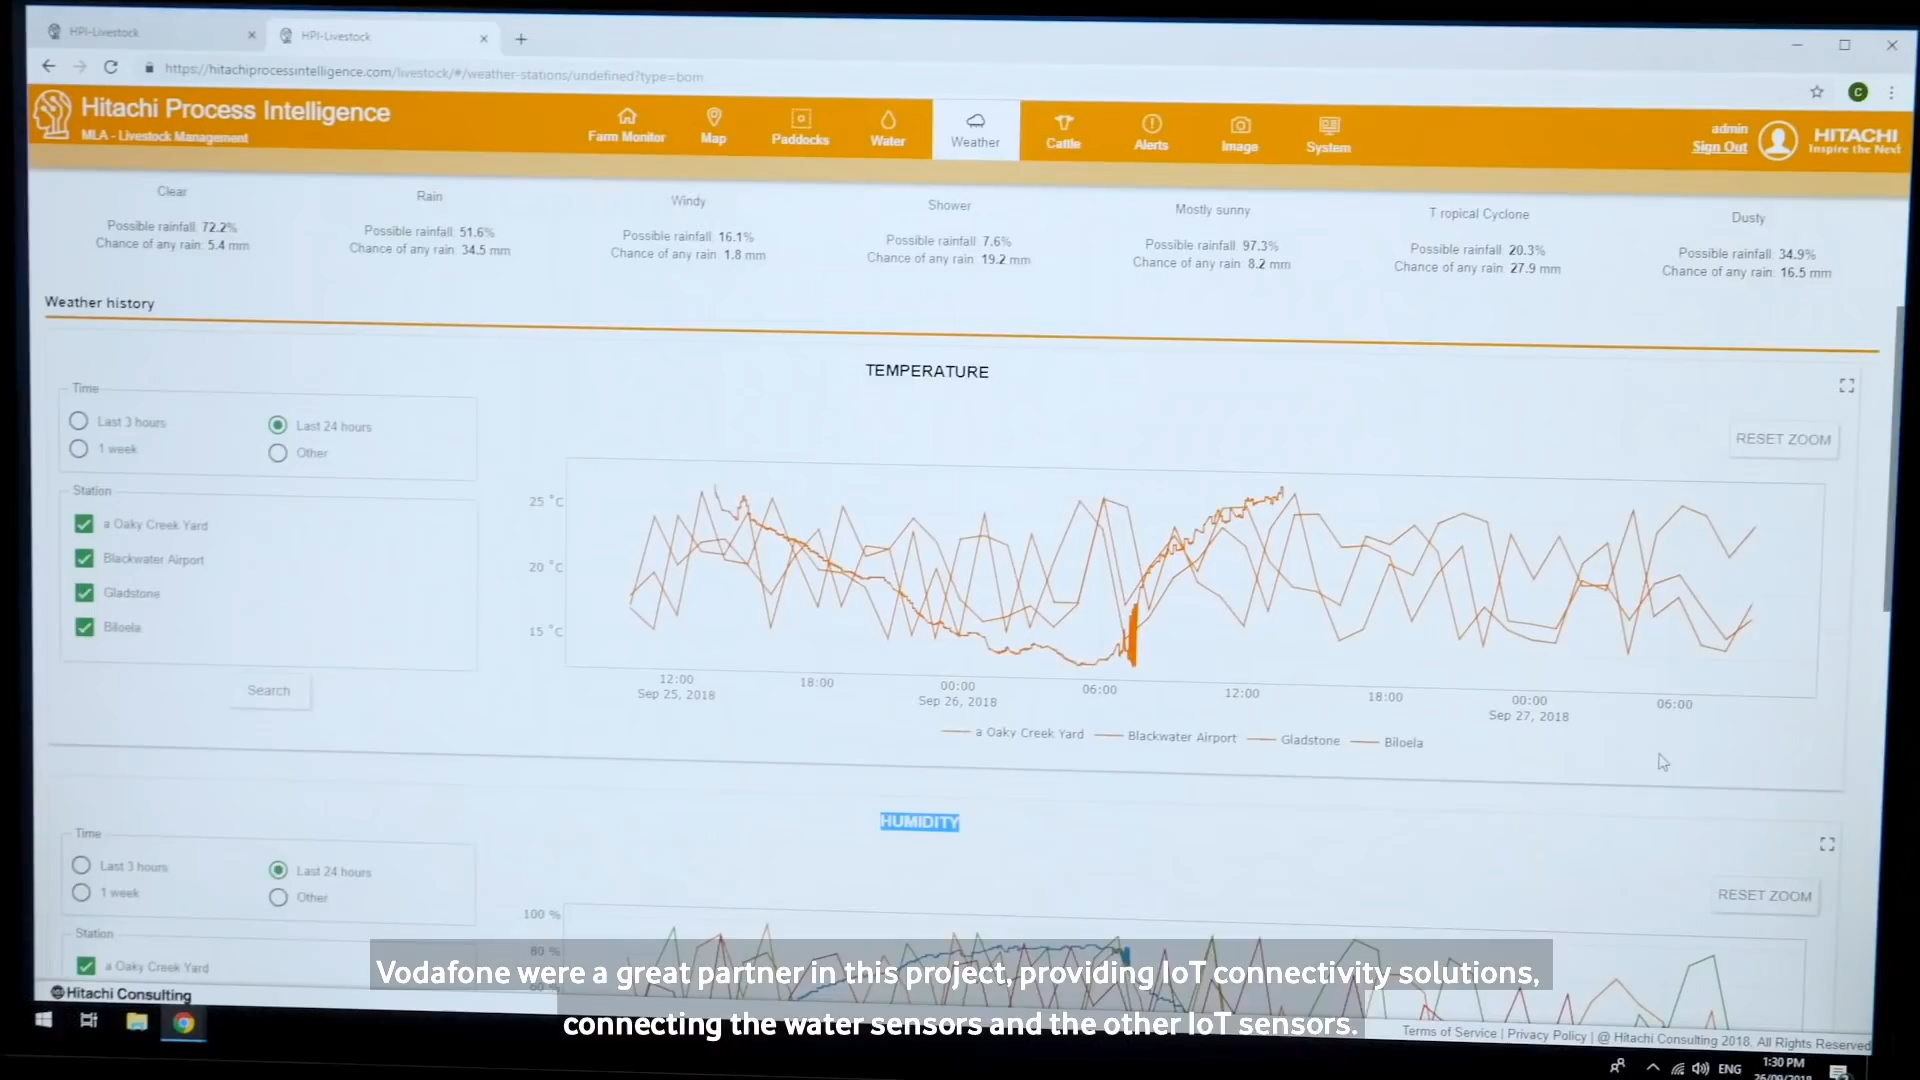 HPI-Livestock
HPI-Livestock
https://hitachiprocessintelligence.com/livestock/#/weather-stations/undefined?type=bom
C
Hitachi Process Intelligence
MLA - Livestock Management
Farm Monitor
Map
Paddocks
Water
Weather
Cattle
Alerts
Image
System
admin
Sign Out
HITACHI
Inspire the Next
Clear
Possible rainfall 72.2%
Chance of any rain: 5.4 mm
Rain
Possible rainfall 51.6%
Chance of any rain: 34.5 mm
Windy
Possible rainfall 16.1%
Chance of any rain: 1.8 mm
Shower
Possible rainfall 7.6%
Chance of any rain: 19.2 mm
Mostly sunny
Possible rainfall 97.3%
Chance of any rain: 8.2 mm
T ropical Cyclone
Possible rainfall 20.3%
Chance of any rain: 27.9 mm
Dusty
Possible rainfall 34.9%
Chance of any rain: 16.5 mm
Weather history
TEMPERATURE
Time
Last 3 hours
Last 24 hours
1 week
Other
Station
a Oaky Creek Yard
Blackwater Airport
Gladstone
Biloela
Search
RESET ZOOM
25 °C
20 °C
15 °C
12:00
Sep 25, 2018
18:00
00:00
Sep 26, 2018
06:00
12:00
18:00
00:00
Sep 27, 2018
06:00
a Oaky Creek Yard
Blackwater Airport
Gladstone
Biloela
HUMIDITY
Time
Last 3 hours
Last 24 hours
1 week
Other
Station
a Oaky Creek Yard
RESET ZOOM
100 %
80 %
60 %
Vodafone were a great partner in this project, providing IoT connectivity solutions,
connecting the water sensors and the other IoT sensors.
Hitachi Consulting
Terms of Service | Privacy Policy | @ Hitachi Consulting 2018, All Rights Reserved
ENG
1:30 PM
26/09/2018